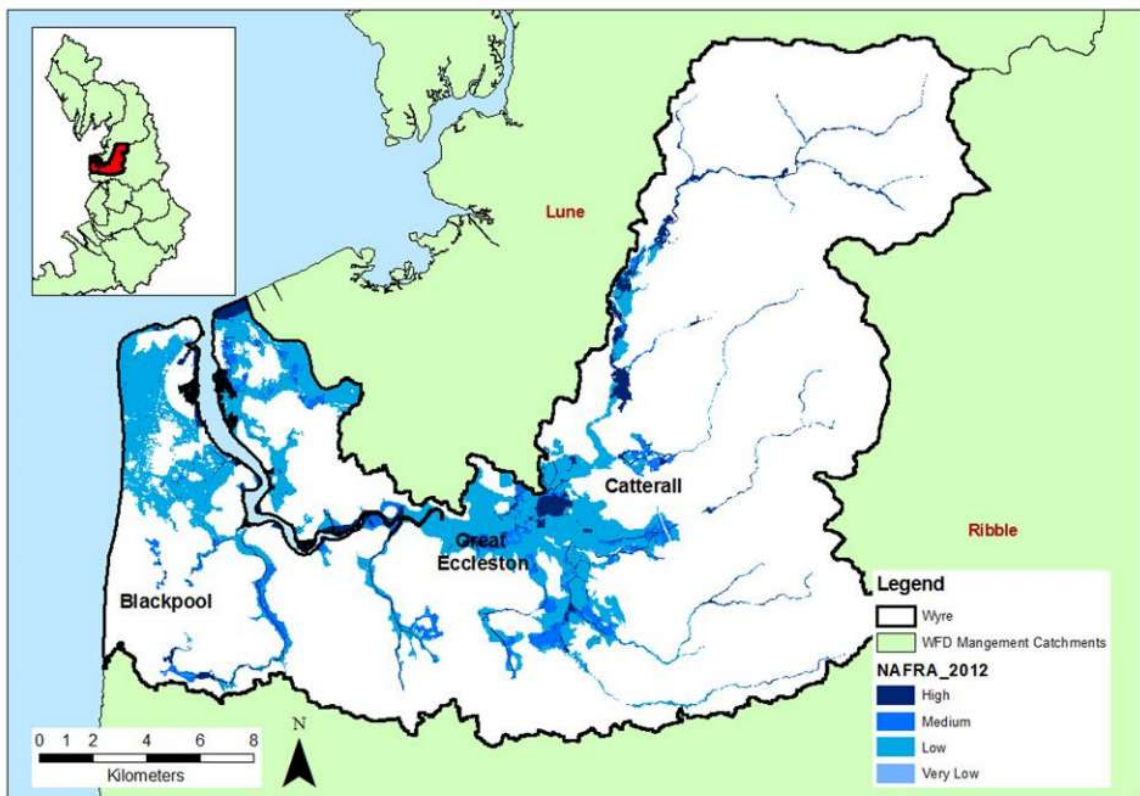 Lune
Catterall
Great
Eccleston
Ribble
Blackpool
Legend
Wyre
WFD Mangement Catchments
NAFRA_2012
High
Medium
Low
Very Low
N
0 1 2 4 6 8
Kilometers